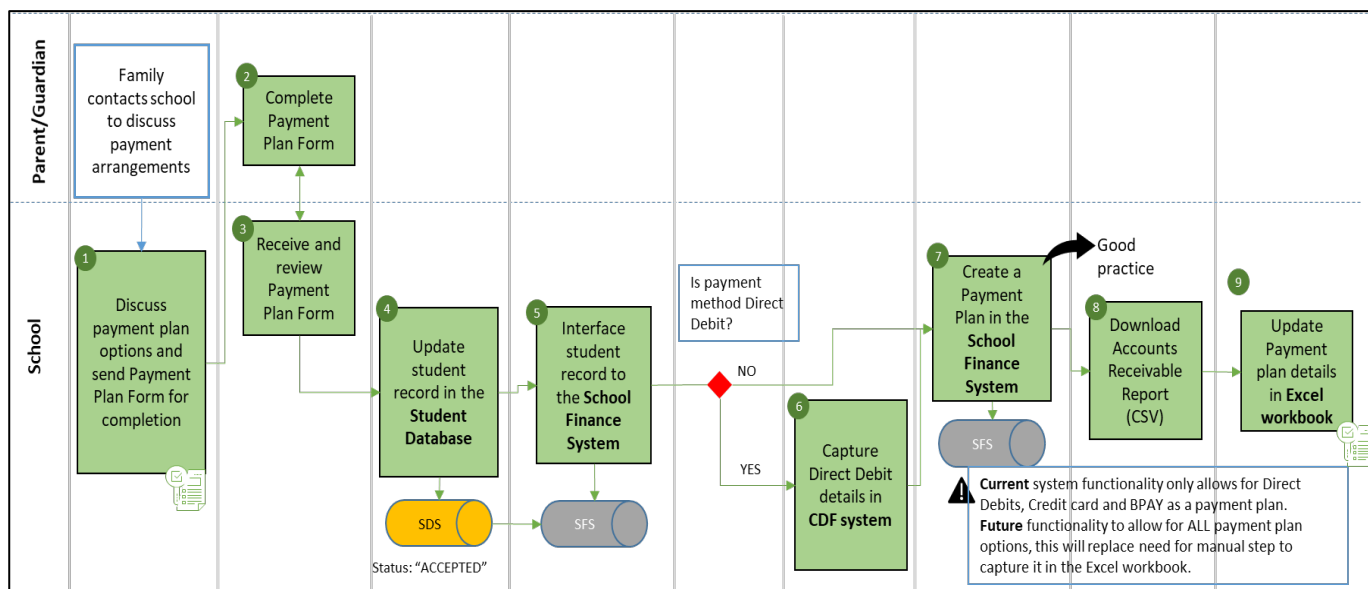 Parent/Guardian
Family
contacts school
to discuss
payment
arrangements
2
Complete
Payment
Plan Form
School
1
Discuss
payment plan
options and
send Payment
Plan Form for
completion
3
Receive and
review
Payment
Plan Form
4
Update
student
record in the
Student
Database
SDS
Status: “ACCEPTED”
5
Interface
student
record to
the School
Finance
System
SFS
Is payment
method Direct
Debit?
NO
YES
6
Capture
Direct Debit
details in
CDF system
7
Create a
Payment
Plan in the
School
Finance
System
SFS
Good
practice
8
Download
Accounts
Receivable
Report
(CSV)
9
Update
Payment
plan details
in Excel
workbook
Current system functionality only allows for Direct
Debits, Credit card and BPAY as a payment plan.
Future functionality to allow for ALL payment plan
options, this will replace need for manual step to
capture it in the Excel workbook.